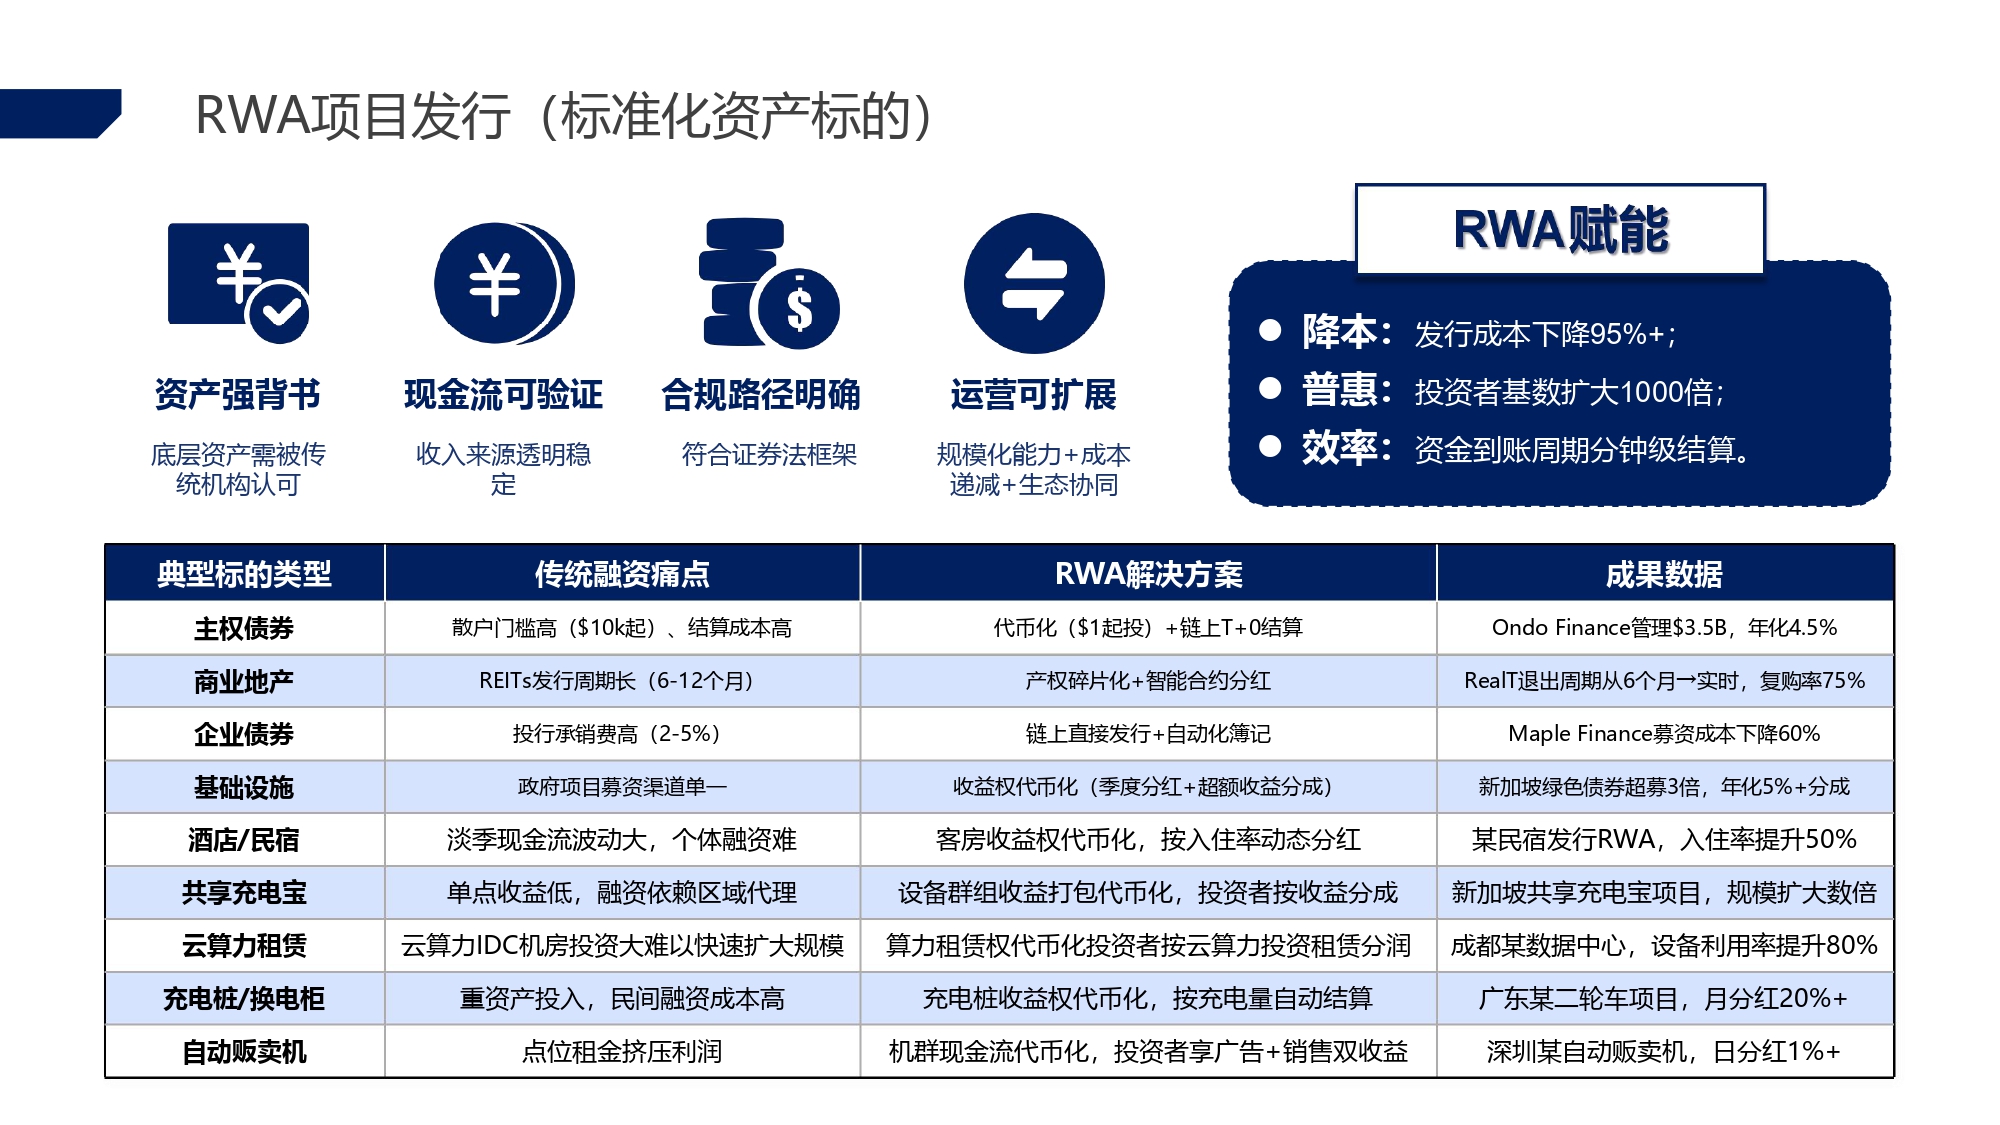 RWA项目发行（标准化资产标的）
资产强背书
底层资产需被传
统机构认可
现金流可验证
收入来源透明稳
定
合规路径明确
符合证券法框架
运营可扩展
规模化能力+成本
递减+生态协同
RWA赋能
● 降本：发行成本下降95%+；
● 普惠：投资者基数扩大1000倍；
● 效率：资金到账周期分钟级结算。
典型标的类型 传统融资痛点 RWA解决方案 成果数据
主权债券 散户门槛高（$10k起）、结算成本高 代币化（$1起投）+链上T+0结算 Ondo Finance管理$3.5B，年化4.5%
商业地产 REITs发行周期长（6-12个月） 产权碎片化+智能合约分红 RealT退出周期从6个月→实时，复购率75%
企业债券 投行承销费高（2-5%） 链上直接发行+自动化簿记 Maple Finance募资成本下降60%
基础设施 政府项目募资渠道单一 收益权代币化（季度分红+超额收益分成） 新加坡绿色债券超募3倍，年化5%+分成
酒店/民宿 淡季现金流波动大，个体融资难 客房收益权代币化，按入住率动态分红 某民宿发行RWA，入住率提升50%
共享充电宝 单点收益低，融资依赖区域代理 设备群组收益打包代币化，投资者按收益分成 新加坡共享充电宝项目，规模扩大数倍
云算力租赁 云算力IDC机房投资大难以快速扩大规模 算力租赁权代币化投资者按云算力投资租赁分润 成都某数据中心，设备利用率提升80%
充电桩/换电柜 重资产投入，民间融资成本高 充电桩收益权代币化，按充电量自动结算 广东某二轮车项目，月分红20%+
自动贩卖机 点位租金挤压利润 机群现金流代币化，投资者享广告+销售双收益 深圳某自动贩卖机，日分红1%+